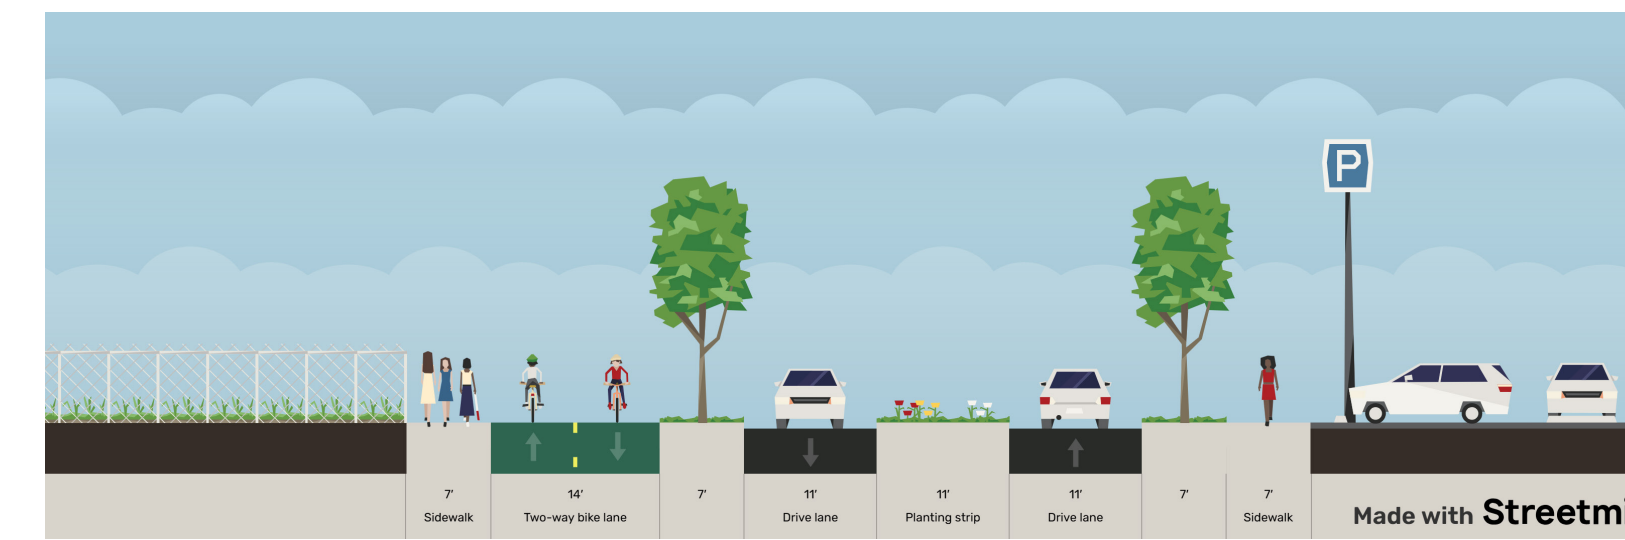 P
7′
Sidewalk
14′
Two-way bike lane
7′
11′
Drive lane
11′
Planting strip
11′
Drive lane
7′
7′
Sidewalk
Made with Streetmi